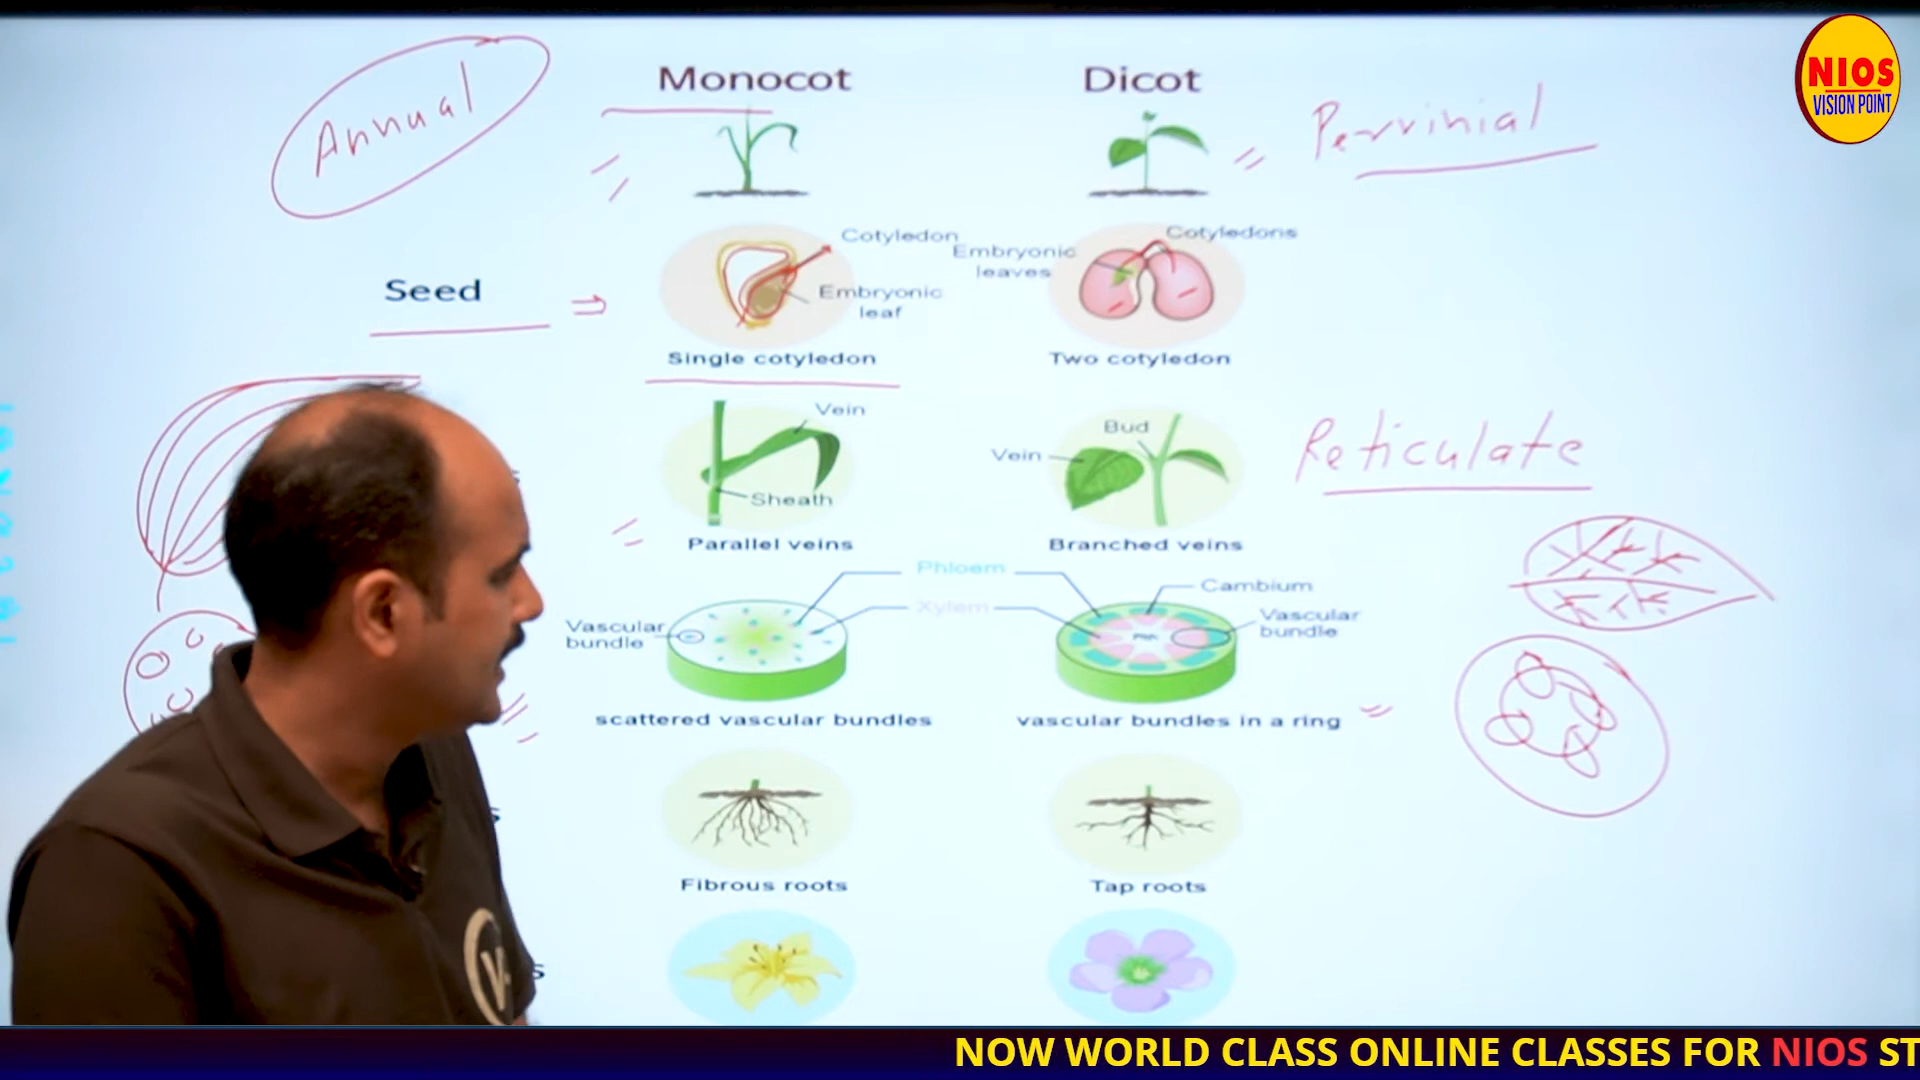 NIOS
VISION POINT
Annual
Monocot
Dicot
Pervinial
Cotyledon
Embryonic
leaf
Embryonic
leaves
Cotyledons
Seed
Single cotyledon
Two cotyledon
Vein
Sheath
Vein
Bud
Reticulate
Parallel veins
Branched veins
Phloem
Xylem
Cambium
Vascular
bundle
Vascular
bundle
scattered vascular bundles
vascular bundles in a ring
Fibrous roots
Tap roots
NOW WORLD CLASS ONLINE CLASSES FOR NIOS ST